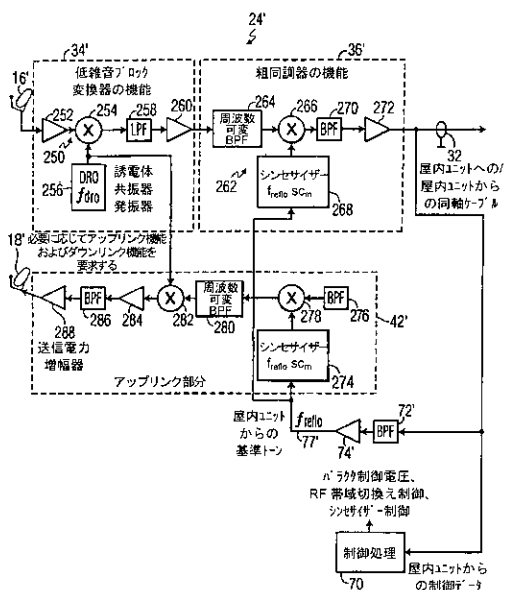 24'
34'
36'
低雑音ブロック
変換器の機能
粗同調器の機能
16'
252
254
258
260
264
266
270
272
LPF
周波数
可変
BPF
BPF
250
DRO
fdro
256
誘電体
共振器
発振器
262
シンセサイザー
freflo SCm
268
32
屋内ユニットへの/
屋内ユニットから
の同軸ケーブル
18'
必要に応じてアップリンク機能
およびダウンリンク機能を
要求する
BPF
周波数
可変
BPF
BPF
288
286
284
282
280
278
276
42'
送信電力
増幅器
シンセサイザー
freflo SCm
274
アップリンク部分
屋内ユニット
からの
基準トーン
freflo
77'
74'
BPF
72'
バラクタ制御電圧、
RF 帯域切換え制御、
シンセサイザー制御
制御処理
70
屋内ユニットから
の制御データ